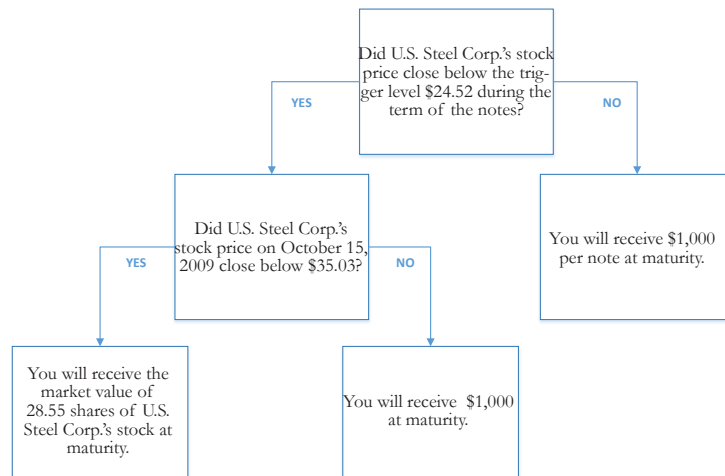 Did U.S. Steel Corp.'s stock
price close below the trig-
ger level $24.52 during the
term of the notes?
YES
NO
Did U.S. Steel Corp.'s
stock price on October 15,
2009 close below $35.03?
You will receive $1,000
per note at maturity.
YES
NO
You will receive the
market value of
28.55 shares of U.S.
Steel Corp.'s stock at
maturity.
You will receive $1,000
at maturity.